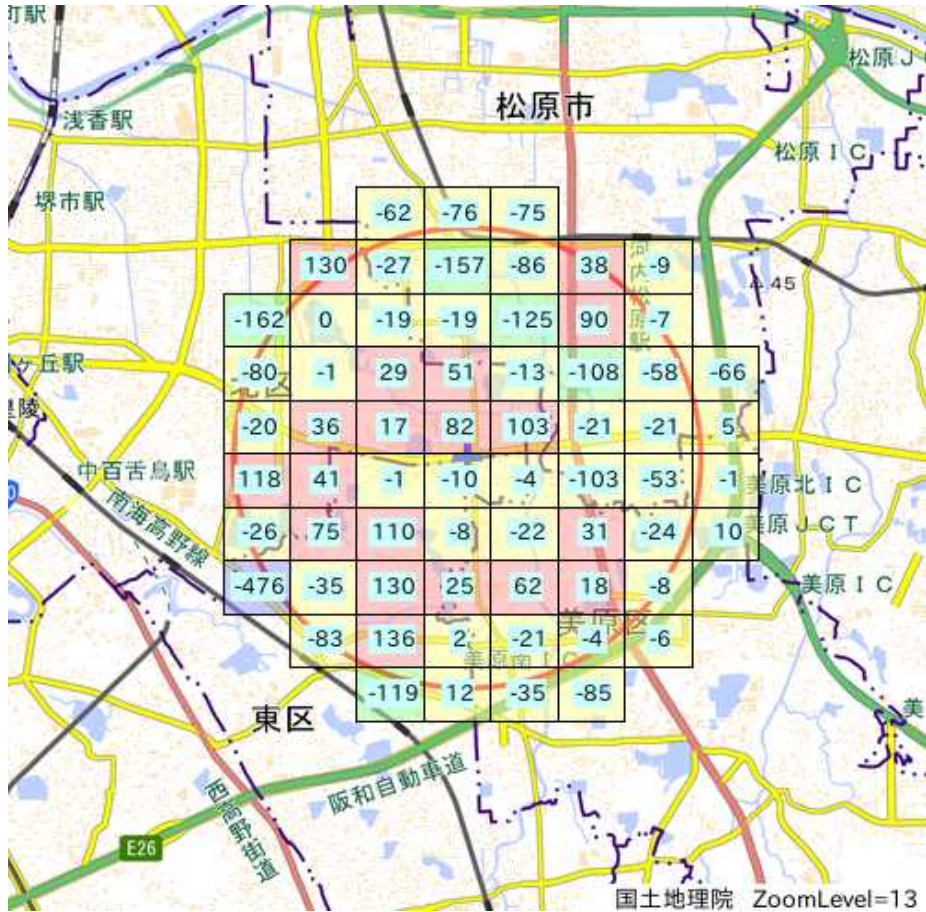 町駅
松原JC
松原市
浅香駅
松原IC
堺市駅
-62 -76 -75
130 -27 -157 -86 38 -9
45
-162 0 -19 -19 -125 90 -7
ヶ丘駅
-80 -1 29 51 -13 -108 -58 -66
北区
皇陵
-20 36 17 82 103 -21 -21 5
中百舌鳥駅
118 41 -1 -10 -4 -103 -53 -1
美原北IC
南海高野線
-26 75 110 -8 -22 31 -24 10
美原JCT
-476 -35 130 25 62 18 -8
美原IC
美原区
-83 136 2 -21 -4 -6
美原南IC
-119 12 -35 -85
美
東区
阪和自動車道
西高野街道
E26
国土地理院 ZoomLevel=13